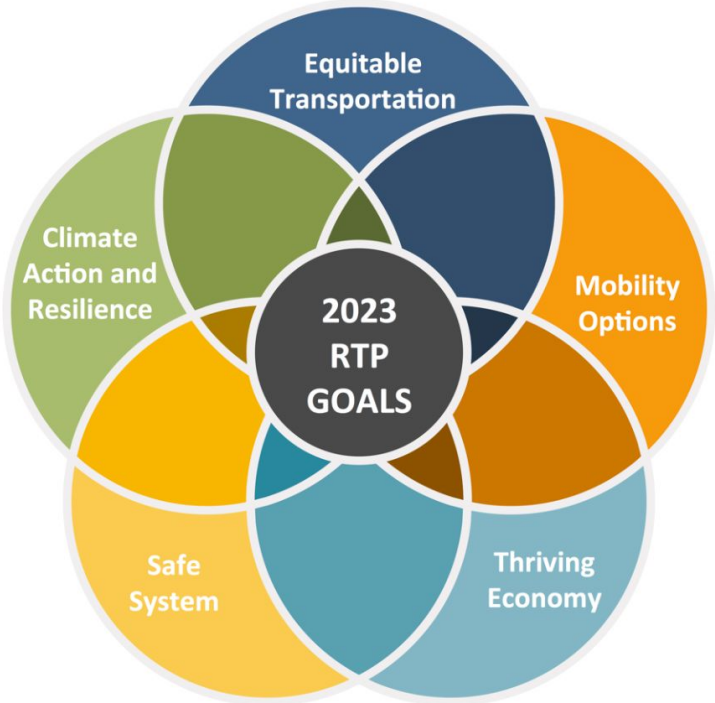 Equitable
Transportation
Climate
Action and
Resilience
Mobility
Options
2023
RTP
GOALS
Safe
System
Thriving
Economy